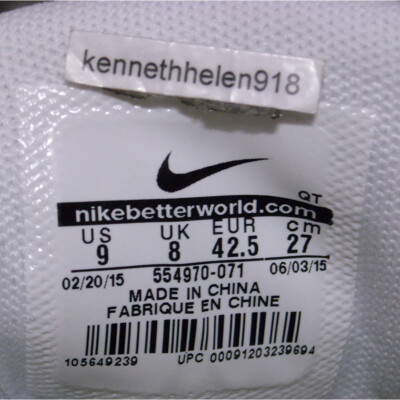 kennethhelen918
QT
nikebetterworld.com
US UK EUR cm
9 8 42.5 27
02/20/15 554970-071 06/03/15
MADE IN CHINA
FABRIQUE EN CHINE
105649239 UPC 00091203239694